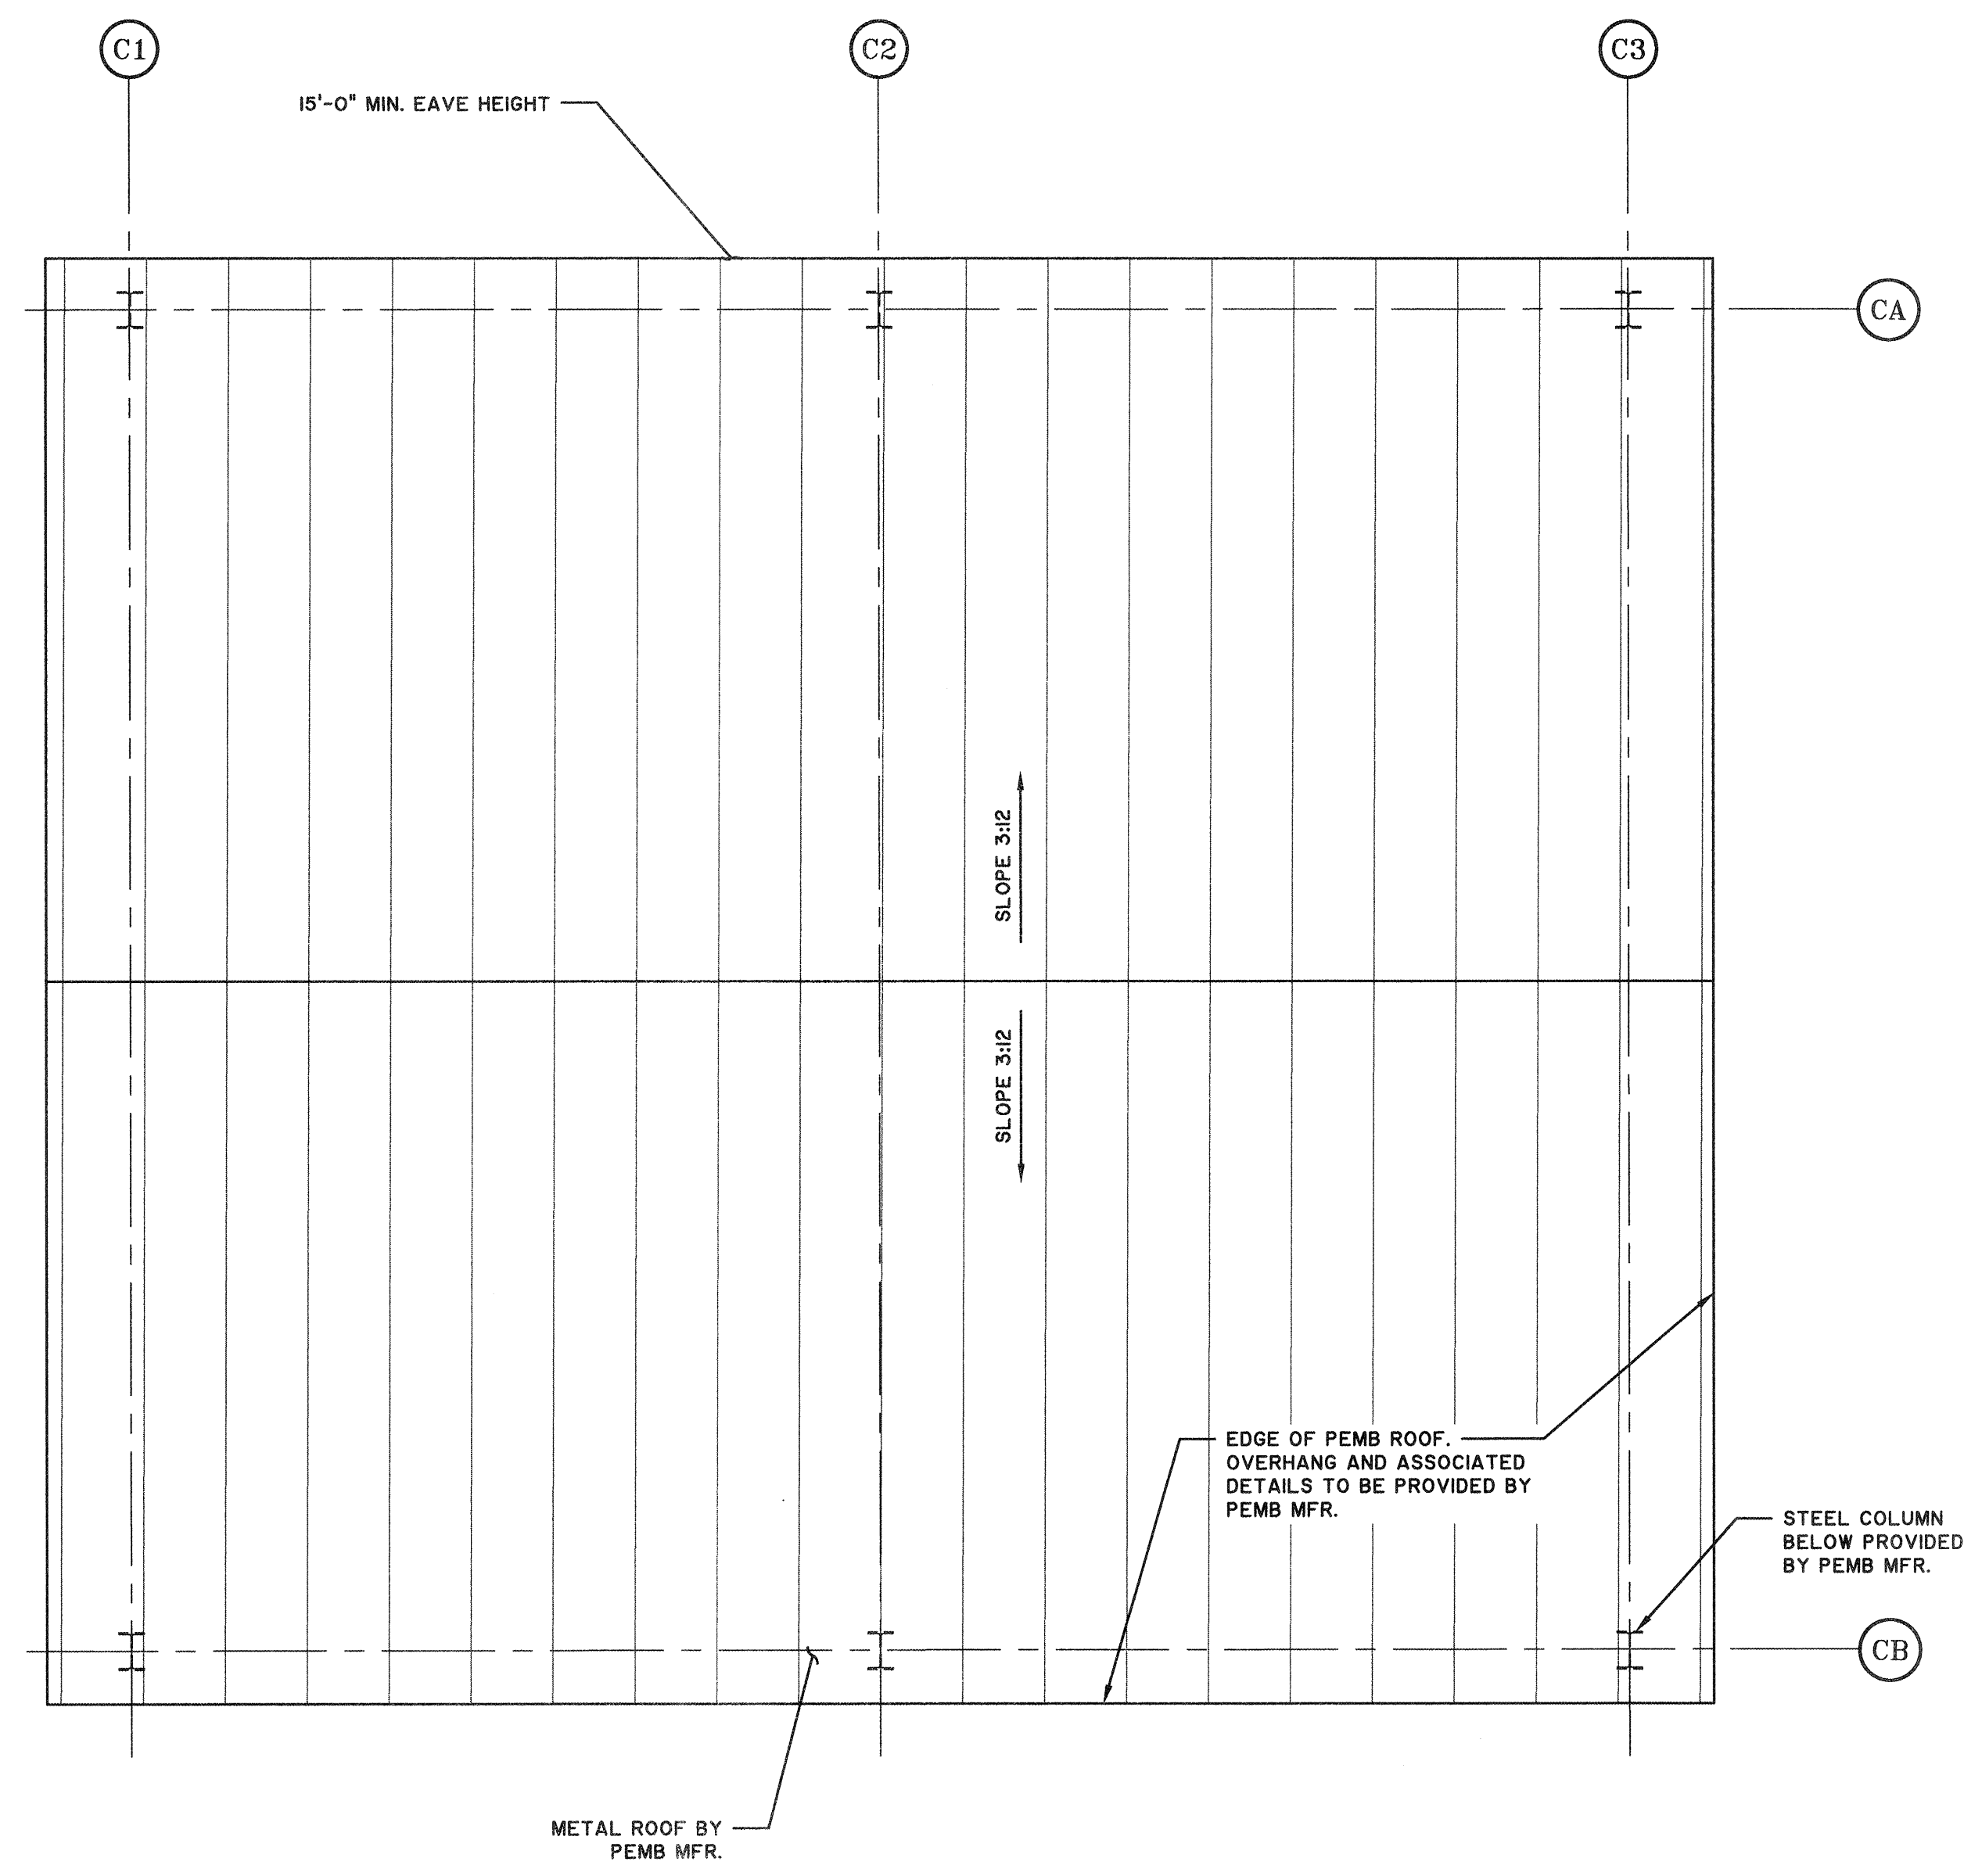 C1
C2
C3
15'-0" MIN. EAVE HEIGHT
CA
SLOPE 3:12
SLOPE 3:12
EDGE OF PEMB ROOF.
OVERHANG AND ASSOCIATED
DETAILS TO BE PROVIDED BY
PEMB MFR.
STEEL COLUMN
BELOW PROVIDED
BY PEMB MFR.
CB
METAL ROOF BY
PEMB MFR.